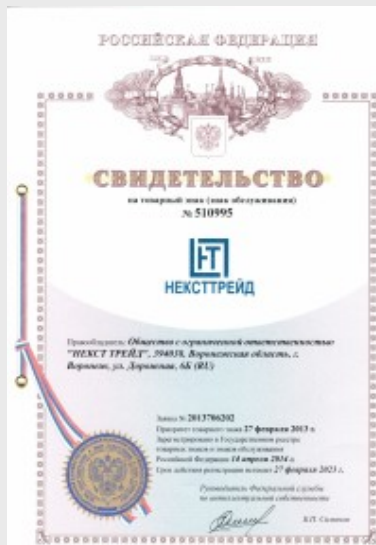 РОССИЙСКАЯ ФЕДЕРАЦИЯ
СВИДЕТЕЛЬСТВО
на товарный знак (знак обслуживания)
№ 510995
НЕКСТТРЕЙД
Правообладатель: Общество с ограниченной ответственностью
"НЕКСТ ТРЕЙД", 394038, Воронежская область, г.
Воронеж, ул. Дорожная, 6Б (RU)
Заявка № 2013706202
Приоритет товарного знака 27 февраля 2013 г.
Зарегистрировано в Государственном реестре
товарных знаков и знаков обслуживания
Российской Федерации 14 апреля 2014 г.
Срок действия регистрации истекает 27 февраля 2023 г.
Руководитель Федеральной службы
по интеллектуальной собственности
Б.П. Симонов